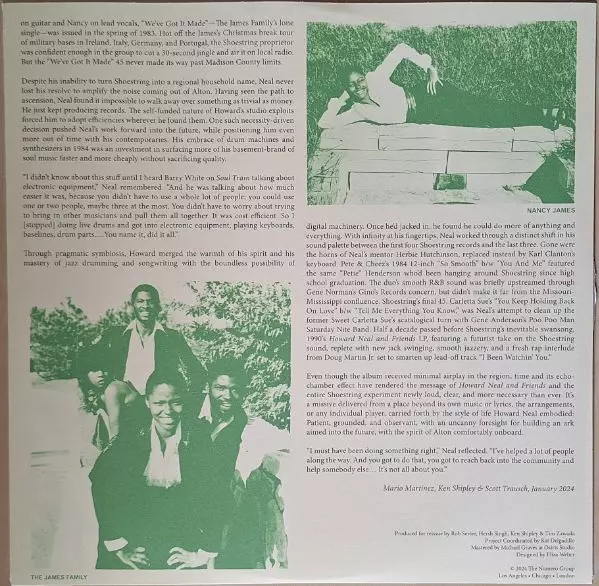 on guitar and Nancy on lead vocals, "We've Got It Made"—The James Family's lone
single—was issued in the spring of 1983. Hot off the James's Christmas break tour
of military bases in Ireland, Italy, Germany, and Portugal, the Shoestring proprietor
was confident enough in the group to cut a 30-second jingle and air it on local radio.
But the "We've Got It Made" 45 never made its way past Madison County limits.
Despite his inability to turn Shoestring into a regional household name, Neal never
lost his resolve to amplify the noise coming out of Alton. Having seen the path to
ascension, Neal found it impossible to walk away over something as trivial as money.
He just kept producing records. The self-funded nature of Howard's studio exploits
forced him to adopt efficiencies wherever he found them. One such necessity-driven
decision pushed Neal's work forward into the future, while positioning him even
more out of time with his contemporaries. His embrace of drum machines and
synthesizers in 1984 was an investment in surfacing more of his basement-brand of
soul music faster and more cheaply without sacrificing quality.
"I didn't know about this stuff until I heard Barry White on Soul Train talking about
electronic equipment," Neal remembered. "And he was talking about how much
easier it was, because you didn't have to use a whole lot of people, you could use
one or two people, maybe three at the most. You didn't have to worry about trying
to bring in other musicians and pull them all together. It was cost efficient. So I
[stopped] doing live drums and got into electronic equipment, playing keyboards,
baselines, drum parts.....You name it, did it all."
Through pragmatic symbiosis, Howard merged the warmth of his spirit and his
mastery of jazz drumming and songwriting with the boundless possibility of
THE JAMES FAMILY
NANCY JAMES
digital machinery. Once he'd jacked in, he found he could do more of anything and
everything. With infinity at his fingertips, Neal worked through a distinct shift in his
sound palette between the first four Shoestring records and the last three. Gone were
the horns of Neal's mentor Herbie Hutchinson, replaced instead by Karl Clanton's
keyboard. Pete & Cheez's 1984 12-inch "So Smooth" b/w "You And Me" featured
the same "Petie" Henderson who'd been hanging around Shoestring since high
school graduation. The duo's smooth R&B sound was briefly upstreamed through
Gene Norman's Gino's Records concern, but didn't make it far from the Missouri-
Mississippi confluence. Shoestring's final 45, Carletta Sue's "You Keep Holding Back
On Love" b/w "Tell Me Everything You Know," was Neal's attempt to clean up the
former Sweet Carletta Sue's scatological turn with Gene Anderson's Poo Poo Man
Saturday Nite Band. Half a decade passed before Shoestring's inevitable swansong,
1990's Howard Neal and Friends LP, featuring a futurist take on the Shoestring
sound, replete with new jack swinging, smooth jazzery, and a fresh rap interlude
from Doug Martin Jr. set to smarten up lead-off track "I Been Watchin' You."
Even though the album received minimal airplay in the region, time and its echo-
chamber effect have rendered the message of Howard Neal and Friends and the
entire Shoestring experiment newly loud, clear, and more necessary than ever. It's
a missive delivered from a place beyond its own music or lyrics, the arrangements,
or any individual player, carried forth by the style of life Howard Neal embodied:
Patient, grounded, and observant, with an uncanny foresight for building an ark
aimed into the future, with the spirit of Alton comfortably onboard.
"I must have been doing something right," Neal reflected. "I've helped a lot of people
along the way. And you got to do that, you got to reach back into the community and
help somebody else... It's not all about you."
Mario Martinez, Ken Shipley & Scott Trausch, January 2024
Produced for reissue by Rob Sevier, Hersh Singh, Ken Shipley & Tim Zawada
Project Coordinated by Kat Delgadillo
Mastered by Michael Graves at Osiris Studio
Designed by Eliza Weber
© 2024 The Numero Group
Los Angeles • Chicago • London